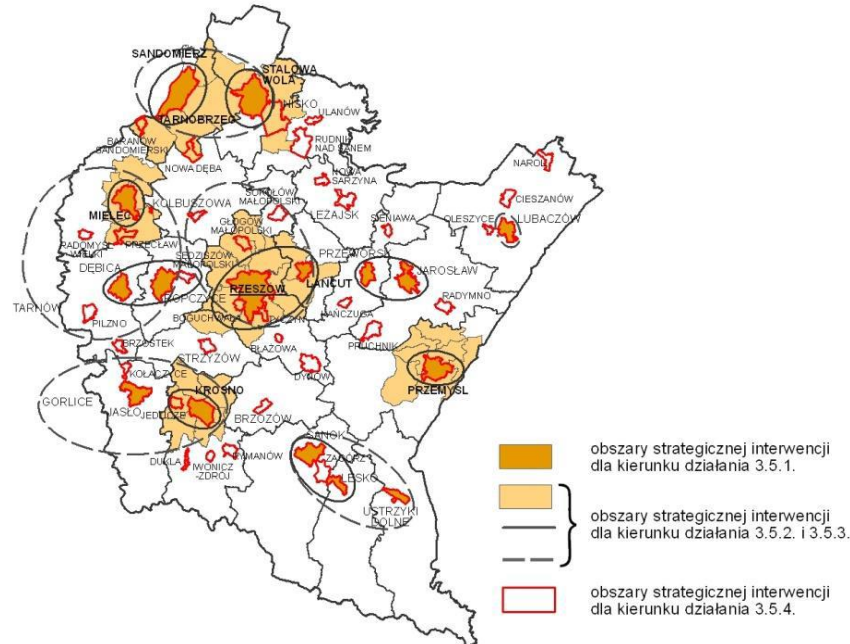 SANDOMIERZ
STALOWA
WOLA
TARNOBRZEG
NISKO
ULANÓW
BARANÓW
SANDOMIERSKI
RUDNIK
NAD SANEM
NOWA DĘBA
NAROL
NOWA
SARZYNA
CIESZANÓW
MIELEC
KOLBUSZOWA
SOKOŁÓW
MAŁOPOLSKI
LEŻAJSK
SIENIAWA
OLESZYCE
LUBACZÓW
GŁOGÓW
MAŁOPOLSKI
RADOMYŚL
WIELKI
PRZECŁAW
SĘDZISZÓW
MAŁOPOLSKI
PRZEWORSK
DĘBICA
ROPCZYCE
RZESZÓW
ŁAŃCUT
JAROSŁAW
TARNÓW
RADYMNO
PILZNO
BOGUCHWAŁA
TYCZYN
KAŃCZUGA
BRZOSTEK
STRZYŻÓW
BŁAŻOWA
PRUCHNIK
KOŁACZYCE
DYNÓW
GORLICE
KROSNO
PRZEMYŚL
JASŁO
JEDLICZE
BRZOZÓW
SANOK
DUKLA
IWONICZ
-ZDRÓJ
RYMANÓW
ZAGÓRZ
LESKO
USTRZYKI
DOLNE
obszary strategicznej interwencji
dla kierunku działania 3.5.1.
obszary strategicznej interwencji
dla kierunku działania 3.5.2. i 3.5.3.
obszary strategicznej interwencji
dla kierunku działania 3.5.4.